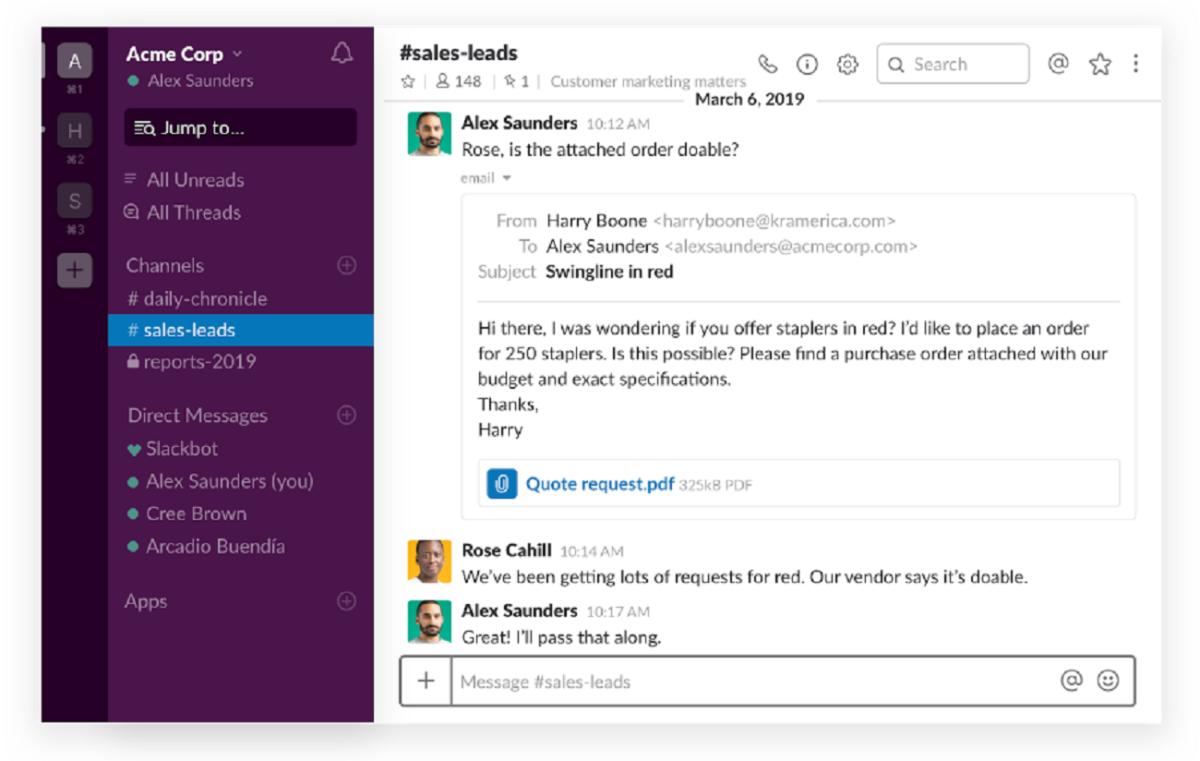 A
⌘1
H
⌘2
S
⌘3
+
Acme Corp
Alex Saunders
Jump to...
All Unreads
All Threads
Channels
# daily-chronicle
# sales-leads
reports-2019
Direct Messages
Slackbot
Alex Saunders (you)
Cree Brown
Arcadio Buendía
Apps
#sales-leads
148 | 1 | Customer marketing matters
Search
@
March 6, 2019
Alex Saunders 10:12 AM
Rose, is the attached order doable?
email
From Harry Boone <harryboone@kramerica.com>
To Alex Saunders <alexsaunders@acmecorp.com>
Subject Swingline in red
Hi there, I was wondering if you offer staplers in red? I'd like to place an order
for 250 staplers. Is this possible? Please find a purchase order attached with our
budget and exact specifications.
Thanks,
Harry
Quote request.pdf 325kB PDF
Rose Cahill 10:14 AM
We've been getting lots of requests for red. Our vendor says it's doable.
Alex Saunders 10:17 AM
Great! I'll pass that along.
+ Message #sales-leads @